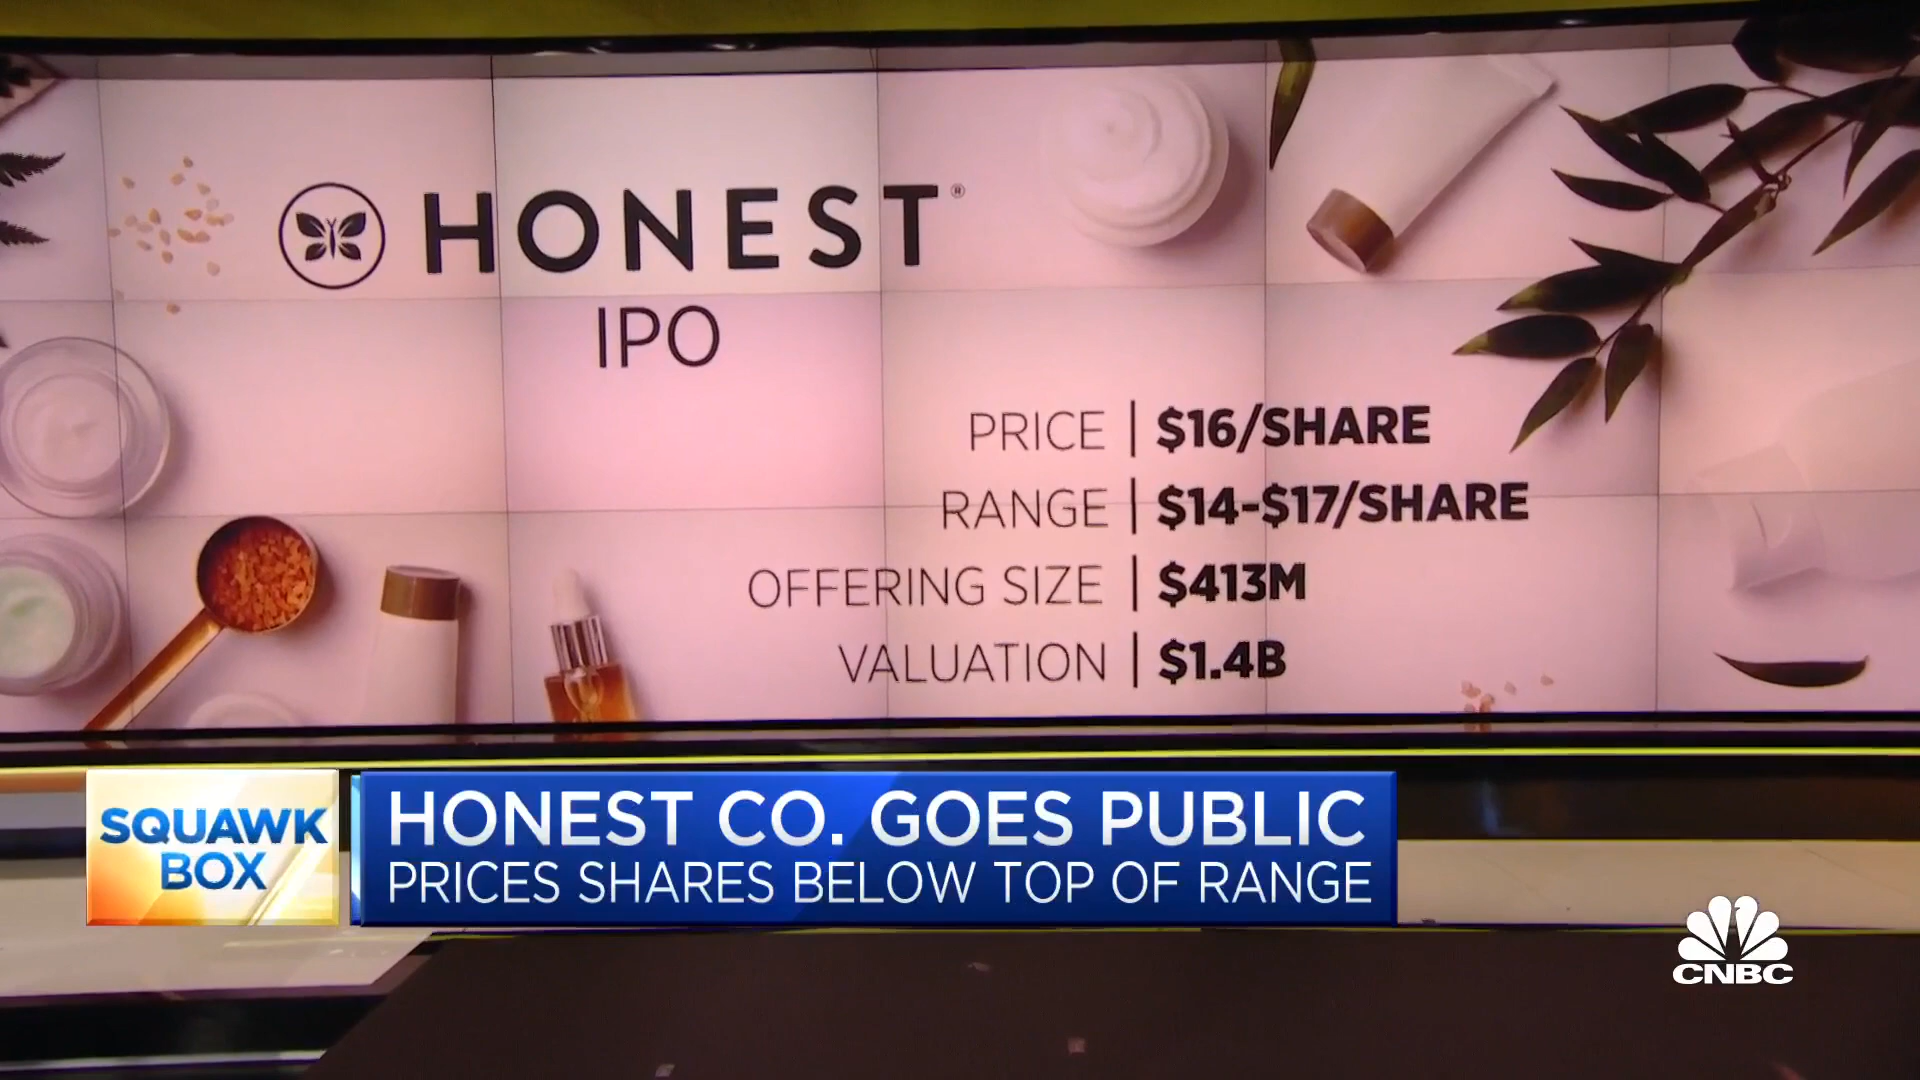 HONEST®
IPO
PRICE | $16/SHARE
RANGE | $14-$17/SHARE
OFFERING SIZE | $413M
VALUATION | $1.4B
SQUAWK
BOX
HONEST CO. GOES PUBLIC
PRICES SHARES BELOW TOP OF RANGE
CNBC